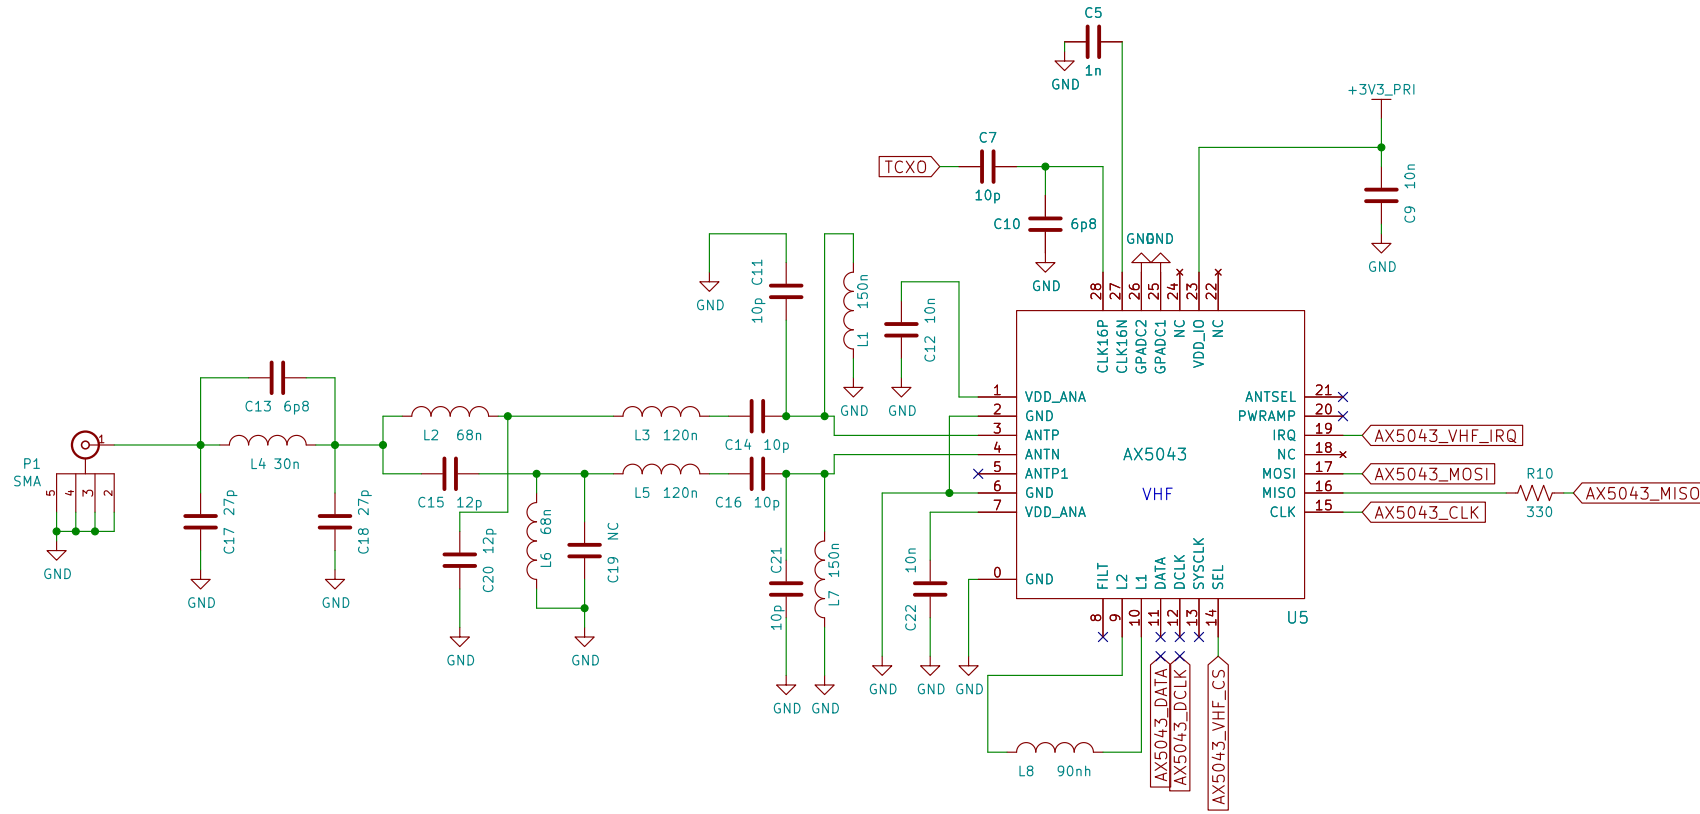 C5
1n
GND
+3V3_PRI
C7
TCXO
10p
C10 6p8
GND
C9 10n
GND
GND GND
28 27 26 25 24 23 22
CLK16P CLK16N GPADC2 GPADC1 NC VDD_IO NC
C11
10p
GND
150n
L1
GND
C12 10n
GND
1 VDD_ANA
2 GND
3 ANTP
4 ANTN
5 ANTP1
6 GND
7 VDD_ANA
0 GND
AX5043
VHF
ANTSEL 21
PWRAMP 20
IRQ 19
NC 18
MOSI 17
MISO 16
CLK 15
AX5043_VHF_IRQ
AX5043_MOSI
R10
330
AX5043_MISO
AX5043_CLK
FILT L2 L1 DATA DCLK SYSCLK SEL
8 9 10 11 12 13 14
U5
C13 6p8
L4 30n
L2 68n
L3 120n
C14 10p
C15 12p
L5 120n
C16 10p
P1
SMA
1
5 4 3 2
GND
C17 27p
GND
C18 27p
GND
C20 12p
GND
L6 68n
C19 NC
GND
C21
10p
GND
L7 150n
GND
GND
C22 10n
GND
GND
L8 90nh
AX5043_DATA
AX5043_DCLK
AX5043_VHF_CS